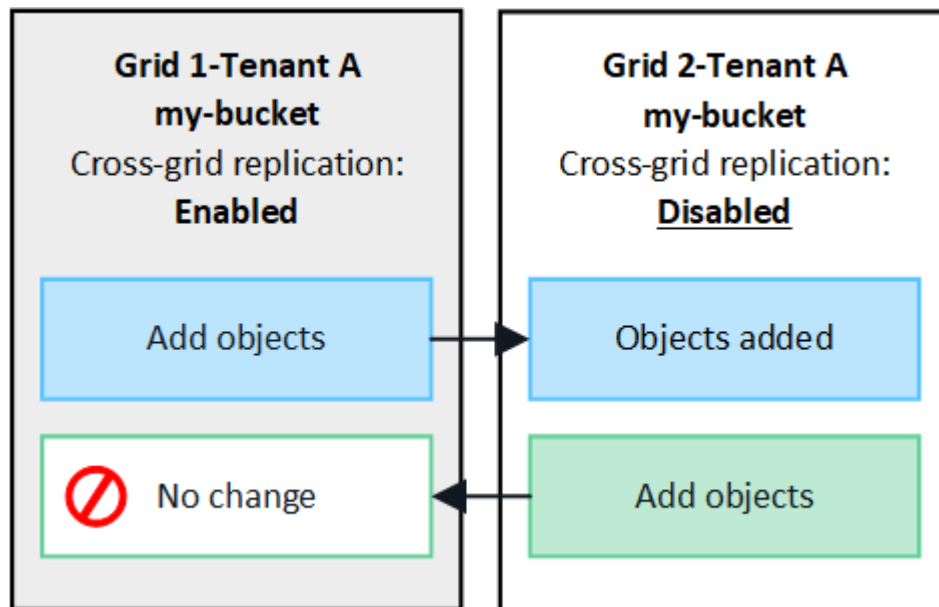 Grid 1-Tenant A
my-bucket
Cross-grid replication:
Enabled
Add objects
No change
Grid 2-Tenant A
my-bucket
Cross-grid replication:
Disabled
Objects added
Add objects